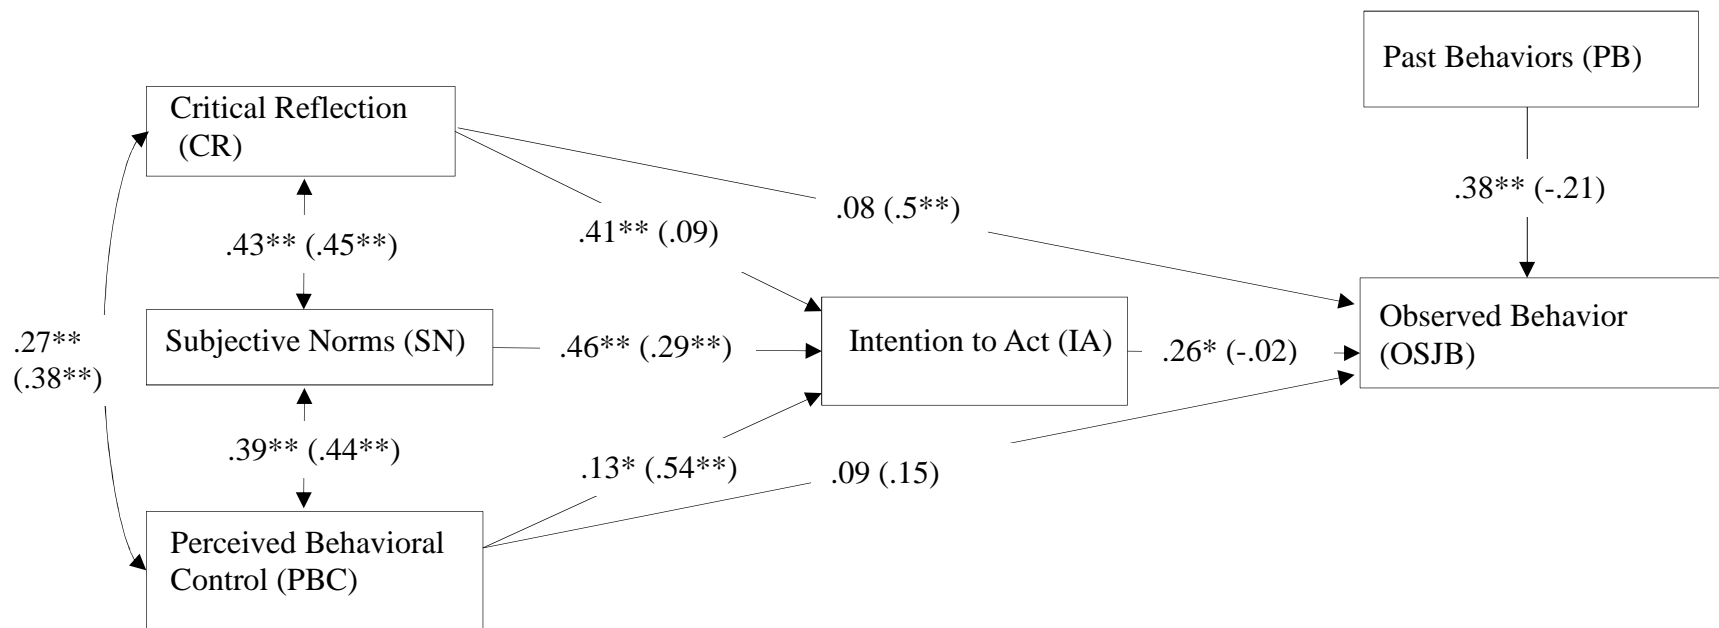 Past Behaviors (PB)
Critical Reflection
(CR)
.38** (-.21)
.08 (.5**)
.41** (.09)
.43** (.45**)
Observed Behavior
(OSJB)
Subjective Norms (SN)
.46** (.29**)
Intention to Act (IA)
.26* (-.02)
.27**
(.38**)
.39** (.44**)
.13* (.54**)
.09 (.15)
Perceived Behavioral
Control (PBC)